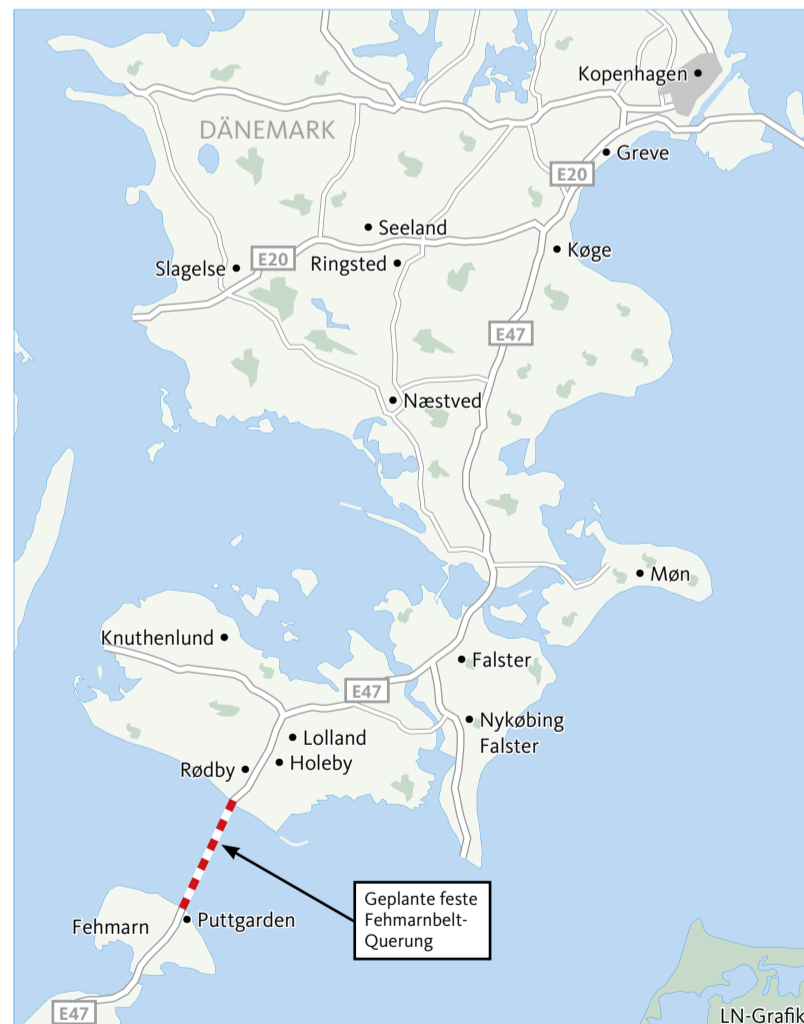 Kopenhagen
DÄNEMARK
Greve
E20
Seeland
E20
Køge
Slagelse
Ringsted
E47
Næstved
Møn
Knuthenlund
Falster
E47
Nykøbing
Falster
Lolland
Holeby
Rødby
Geplante feste
Fehmarnbelt-
Querung
Puttgarden
Fehmarn
E47
LN-Grafik